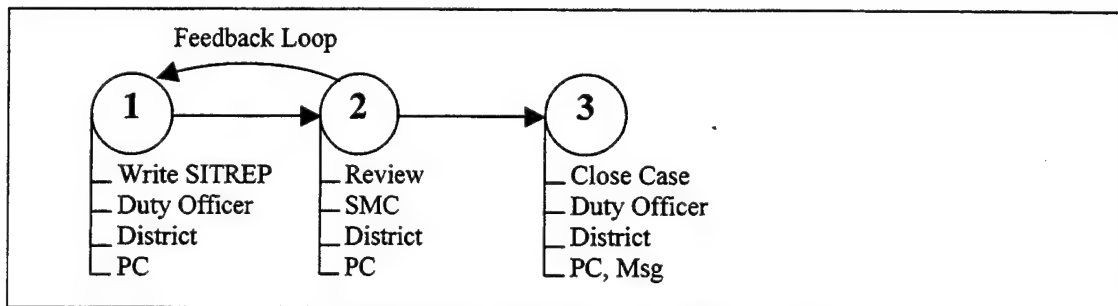 Feedback Loop
1
2
3
Write SITREP
Duty Officer
District
PC
Review
SMC
District
PC
Close Case
Duty Officer
District
PC, Msg